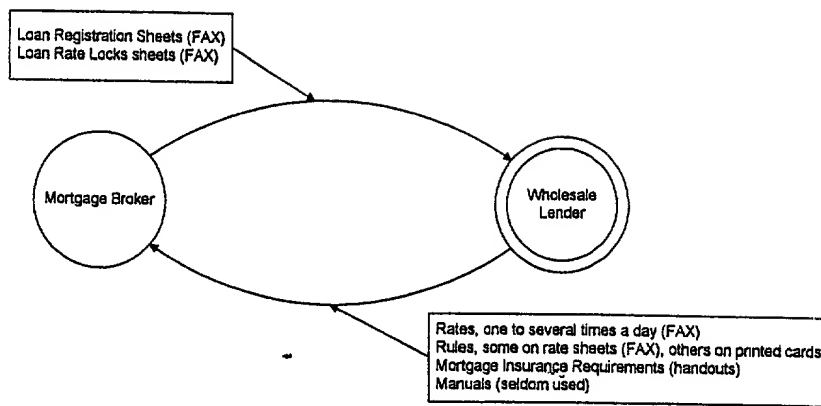 Loan Registration Sheets (FAX)
Loan Rate Locks sheets (FAX)
Mortgage Broker
Wholesale
Lender
Rates, one to several times a day (FAX)
Rules, some on rate sheets (FAX), others on printed cards
Mortgage Insurance Requirements (handouts)
Manuals (seldom used)